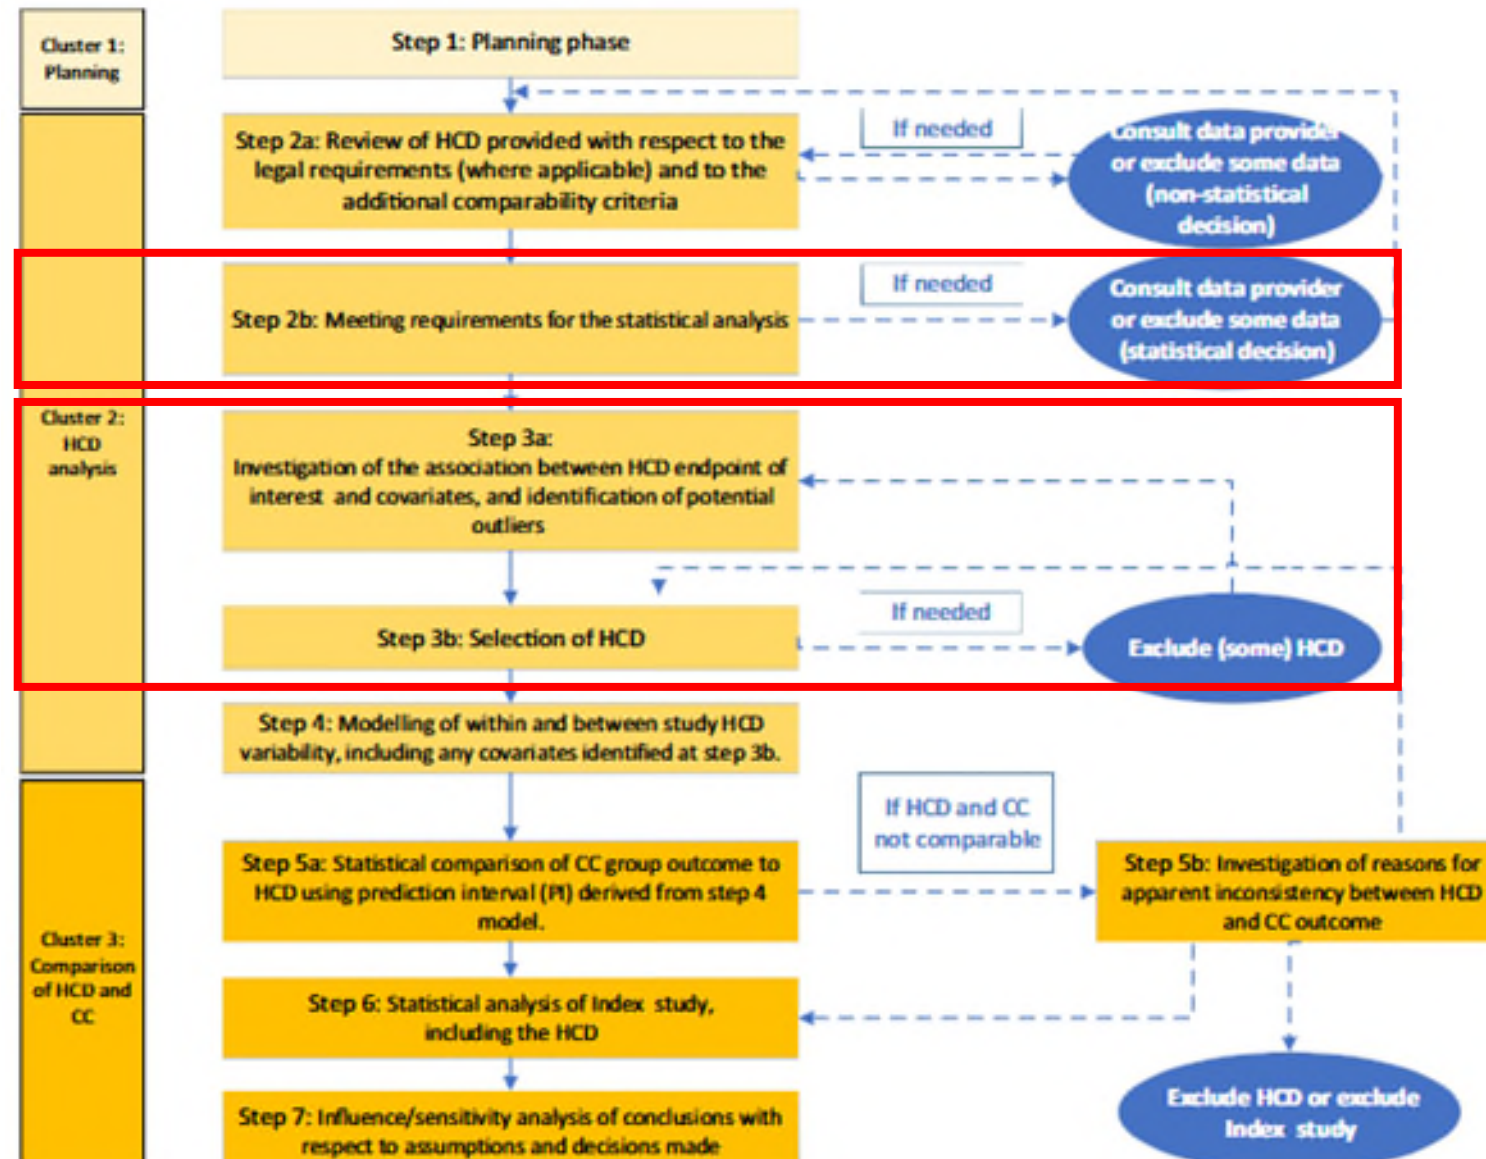 Cluster 1:
Planning
Step 1: Planning phase
Step 2a: Review of HCD provided with respect to the
legal requirements (where applicable) and to the
additional comparability criteria
If needed
Consult data provider
or exclude some data
(non-statistical
decision)
Step 2b: Meeting requirements for the statistical analysis
If needed
Consult data provider
or exclude some data
(statistical decision)
Cluster 2:
HCD
analysis
Step 3a:
Investigation of the association between HCD endpoint of
interest and covariates, and identification of potential
outliers
Step 3b: Selection of HCD
If needed
Exclude (some) HCD
Step 4: Modelling of within and between study HCD
variability, including any covariates identified at step 3b.
Cluster 3:
Comparison
of HCD and
CC
Step 5a: Statistical comparison of CC group outcome to
HCD using prediction interval (PI) derived from step 4
model.
If HCD and CC
not comparable
Step 5b: Investigation of reasons for
apparent inconsistency between HCD
and CC outcome
Step 6: Statistical analysis of Index study,
including the HCD
Exclude HCD or exclude
Index study
Step 7: Influence/sensitivity analysis of conclusions with
respect to assumptions and decisions made